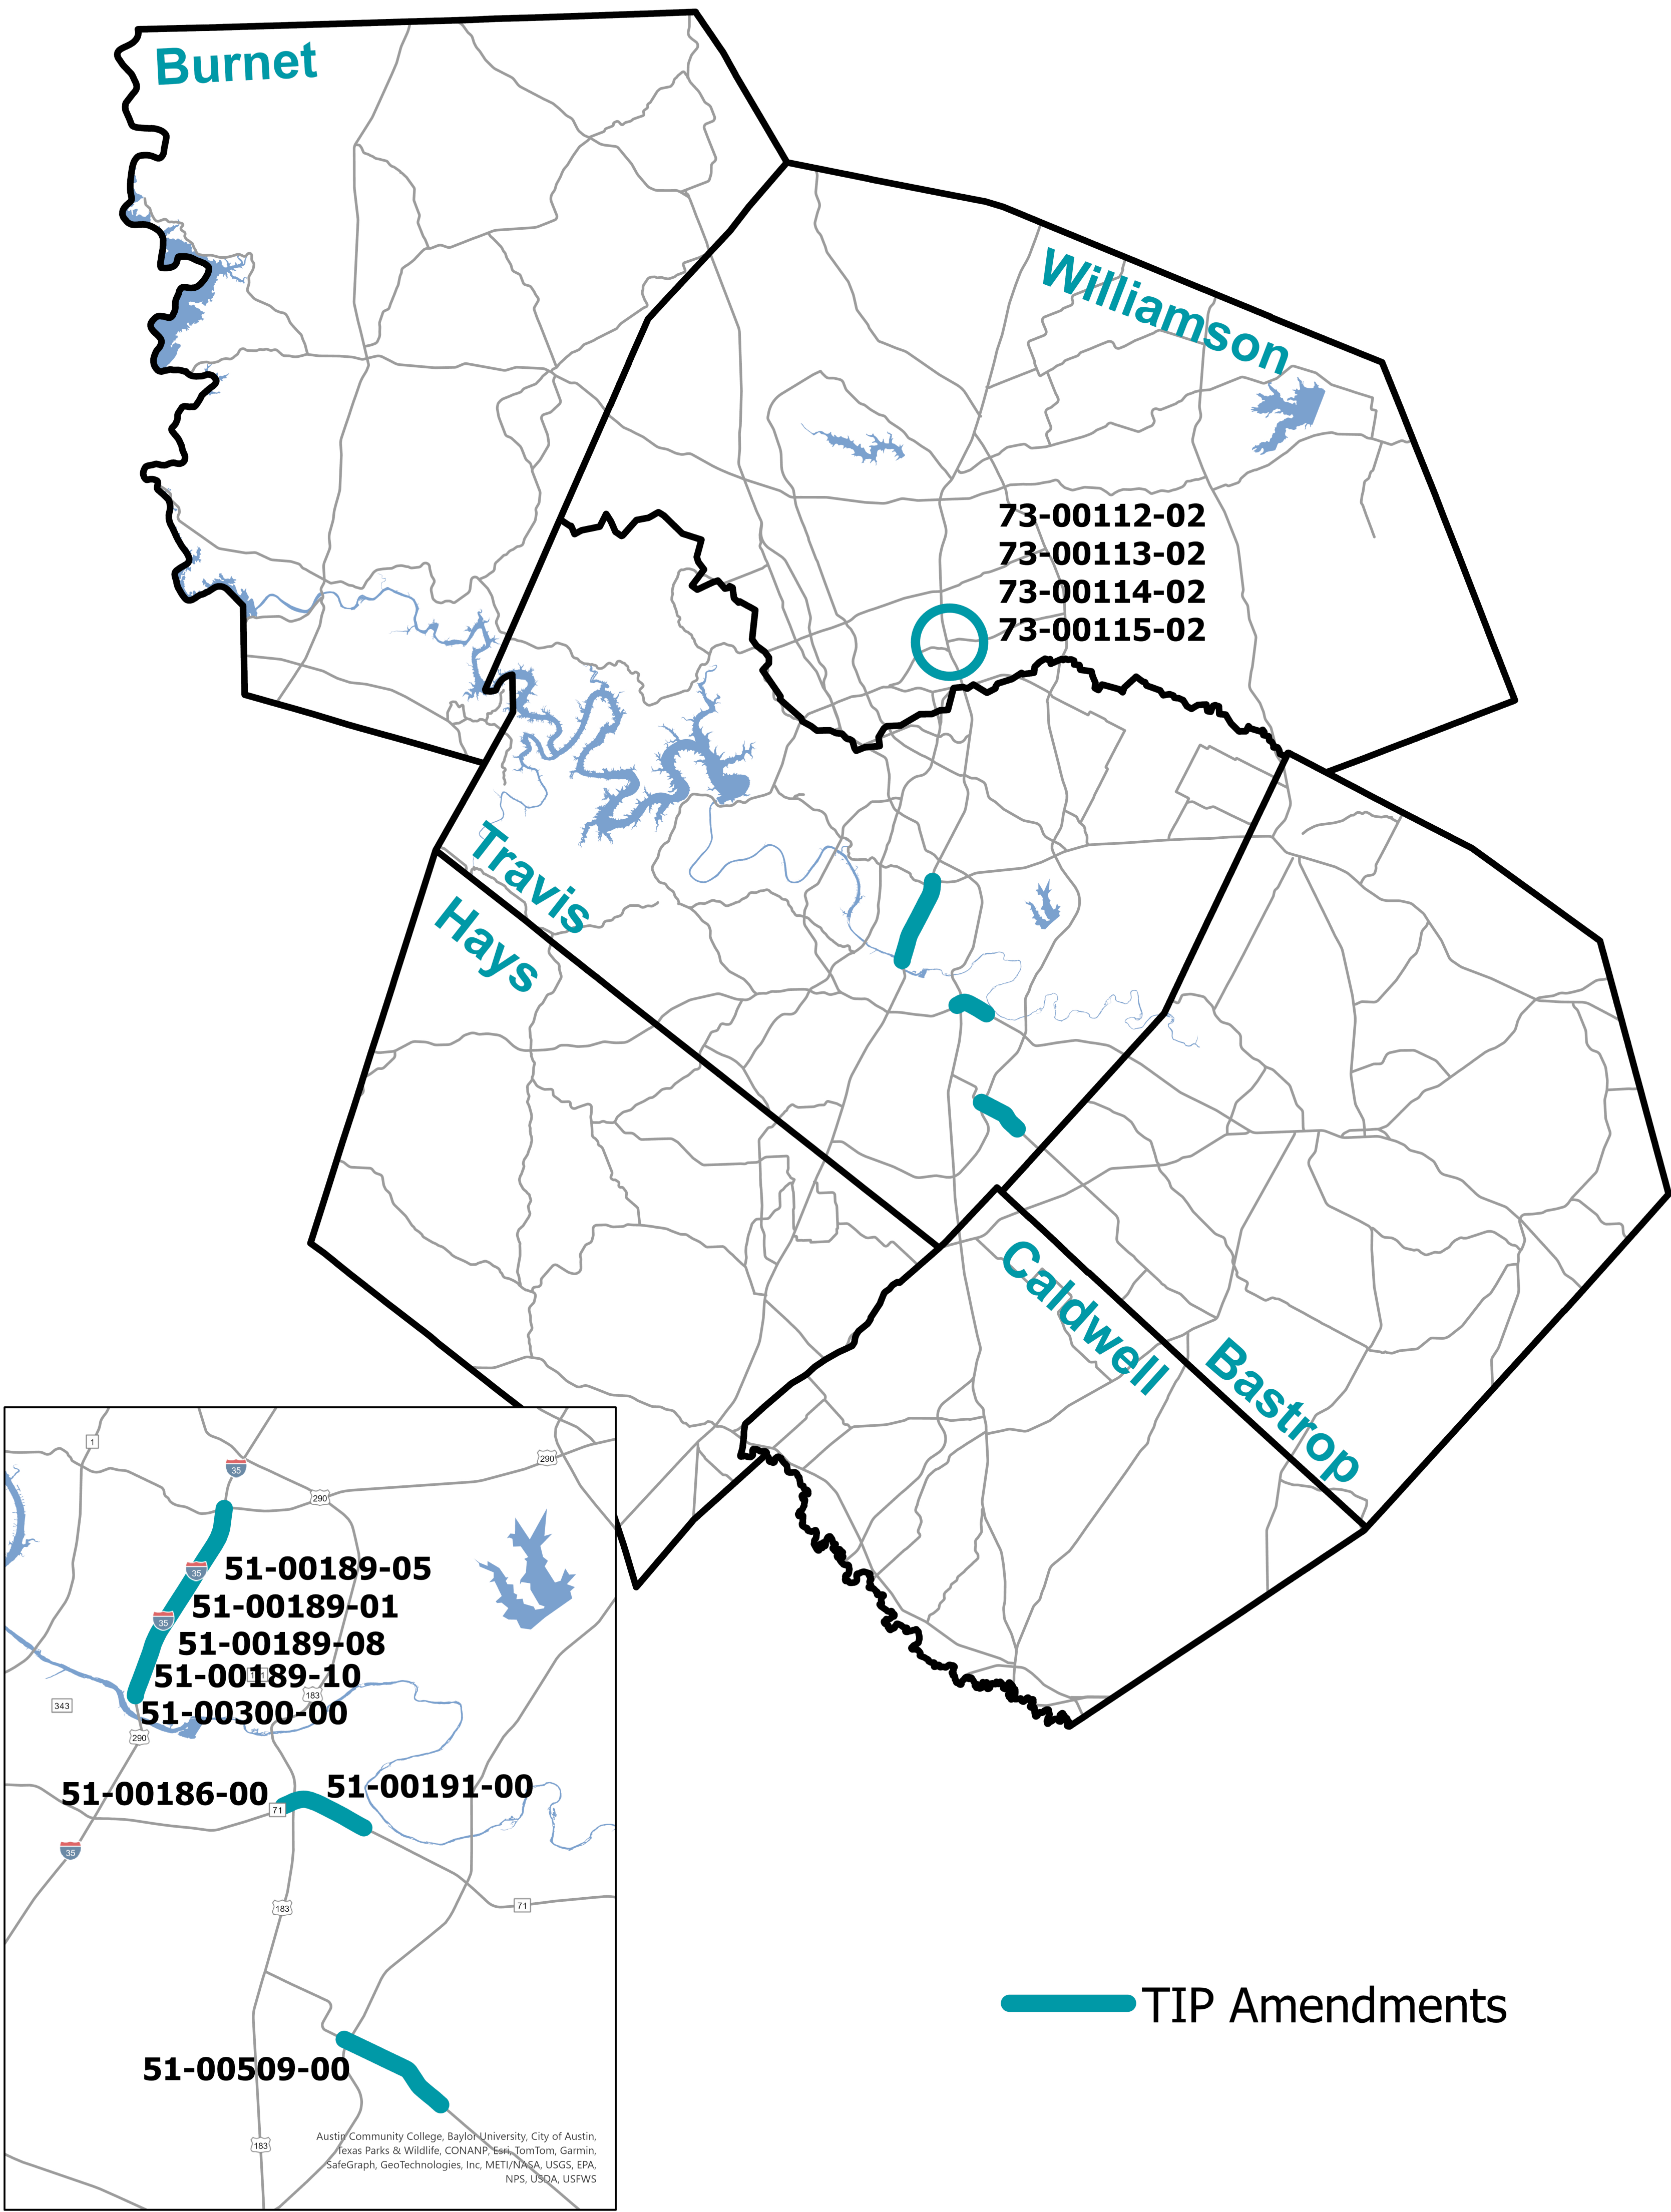 Burnet
Williamson
73-00112-02
73-00113-02
73-00114-02
73-00115-02
Travis
Hays
Caldwell
Bastrop
1
35
290
290
35
51-00189-05
35
51-00189-01
51-00189-08
51-00189-10
183
343
51-00300-00
290
51-00186-00
51-00191-00
71
35
183
71
51-00509-00
183
Austin Community College, Baylor University, City of Austin,
Texas Parks & Wildlife, CONANP, Esri, TomTom, Garmin,
SafeGraph, GeoTechnologies, Inc, METI/NASA, USGS, EPA,
NPS, USDA, USFWS
TIP Amendments